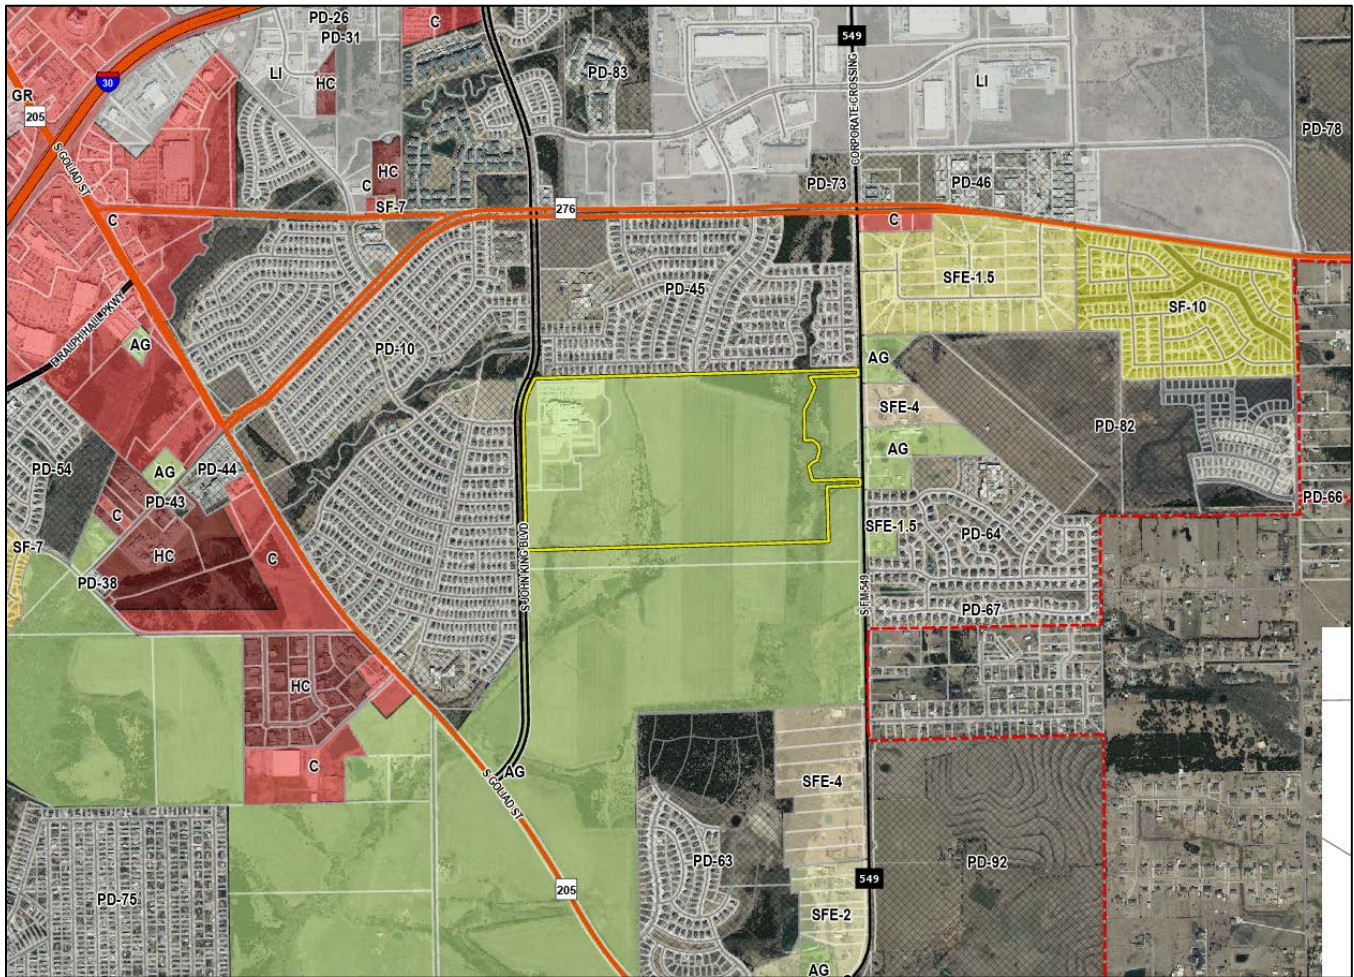 PD-26
C
PD-31
549
30
LI
HC
PD-83
LI
GR
205
S GOLIAD ST
CORPORATE CROSSING
PD-78
HC
C
PD-73
PD-46
SF-7
276
C
C
SFE-1.5
PD-45
SF-10
E RALPH HALL PKWY
AG
PD-10
AG
SFE-4
PD-82
AG
PD-54
AG
PD-44
PD-43
C
PD-66
S JOHN KING BLVD
SFE-1.5
PD-64
SF-7
HC
C
PD-38
S FM 549
PD-67
HC
C
AG
S GOLIAD ST
SFE-4
PD-63
PD-92
549
205
PD-75
SFE-2
AG